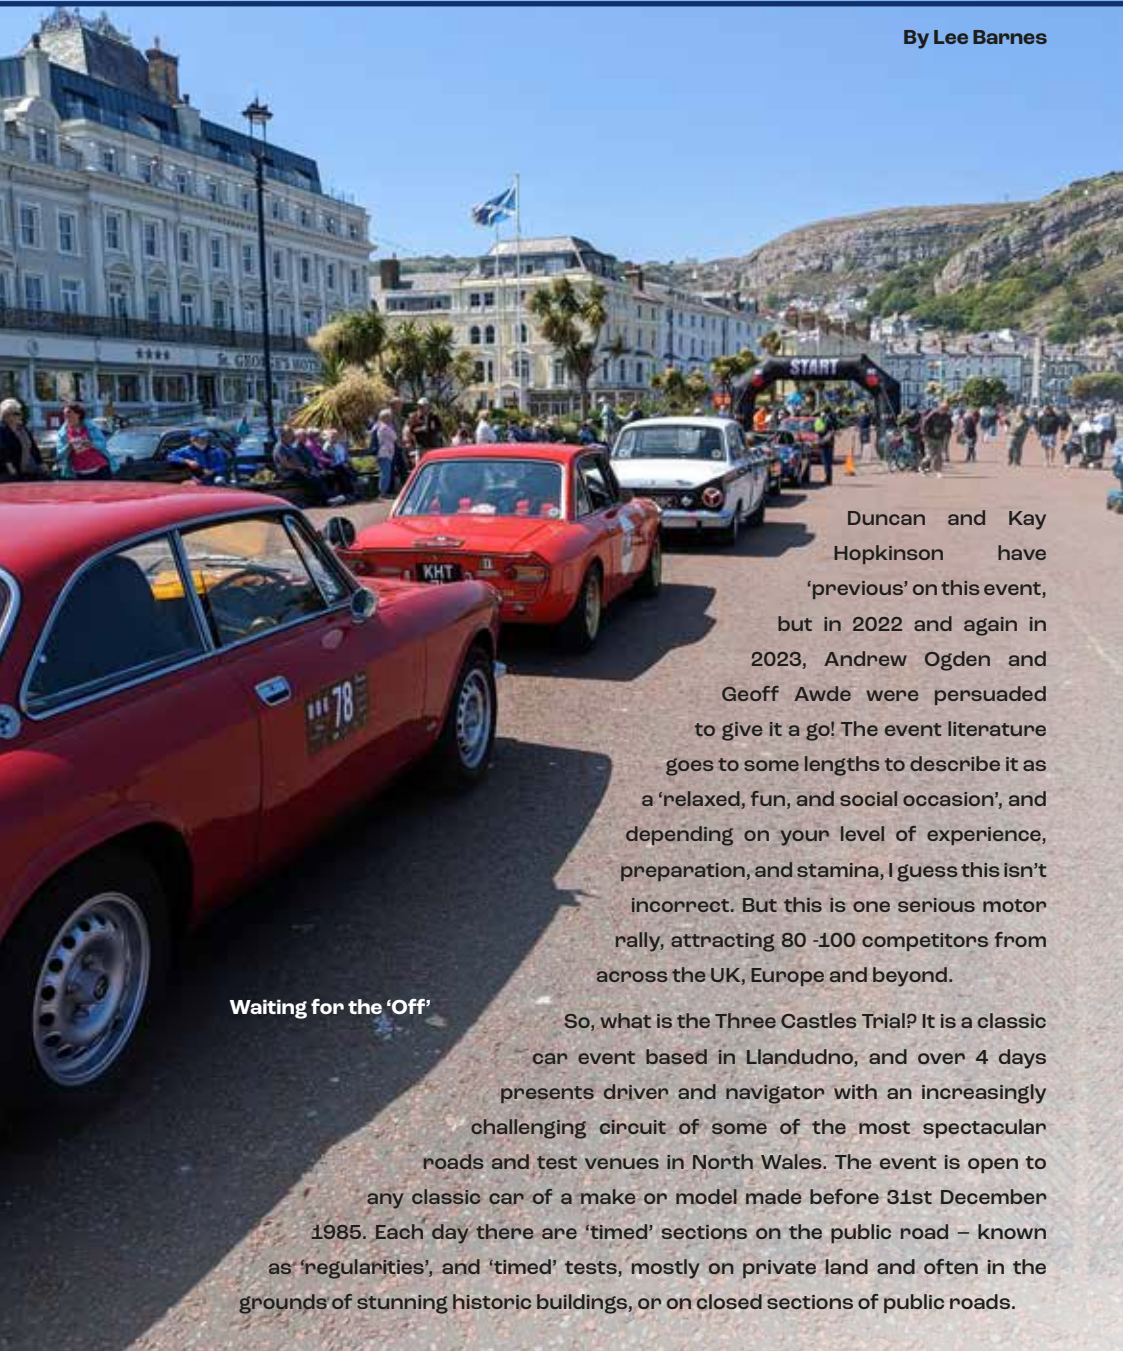 By Lee Barnes
START
St. GEORGE'S HOTEL
KHT
78
Duncan and Kay
Hopkinson have
‘previous’ on this event,
but in 2022 and again in
2023, Andrew Ogden and
Geoff Awde were persuaded
to give it a go! The event literature
goes to some lengths to describe it as
a ‘relaxed, fun, and social occasion’, and
depending on your level of experience,
preparation, and stamina, I guess this isn’t
incorrect. But this is one serious motor
rally, attracting 80 -100 competitors from
across the UK, Europe and beyond.
Waiting for the ‘Off’
So, what is the Three Castles Trial? It is a classic
car event based in Llandudno, and over 4 days
presents driver and navigator with an increasingly
challenging circuit of some of the most spectacular
roads and test venues in North Wales. The event is open to
any classic car of a make or model made before 31st December
1985. Each day there are ‘timed’ sections on the public road – known
as ‘regularities’, and ‘timed’ tests, mostly on private land and often in the
grounds of stunning historic buildings, or on closed sections of public roads.